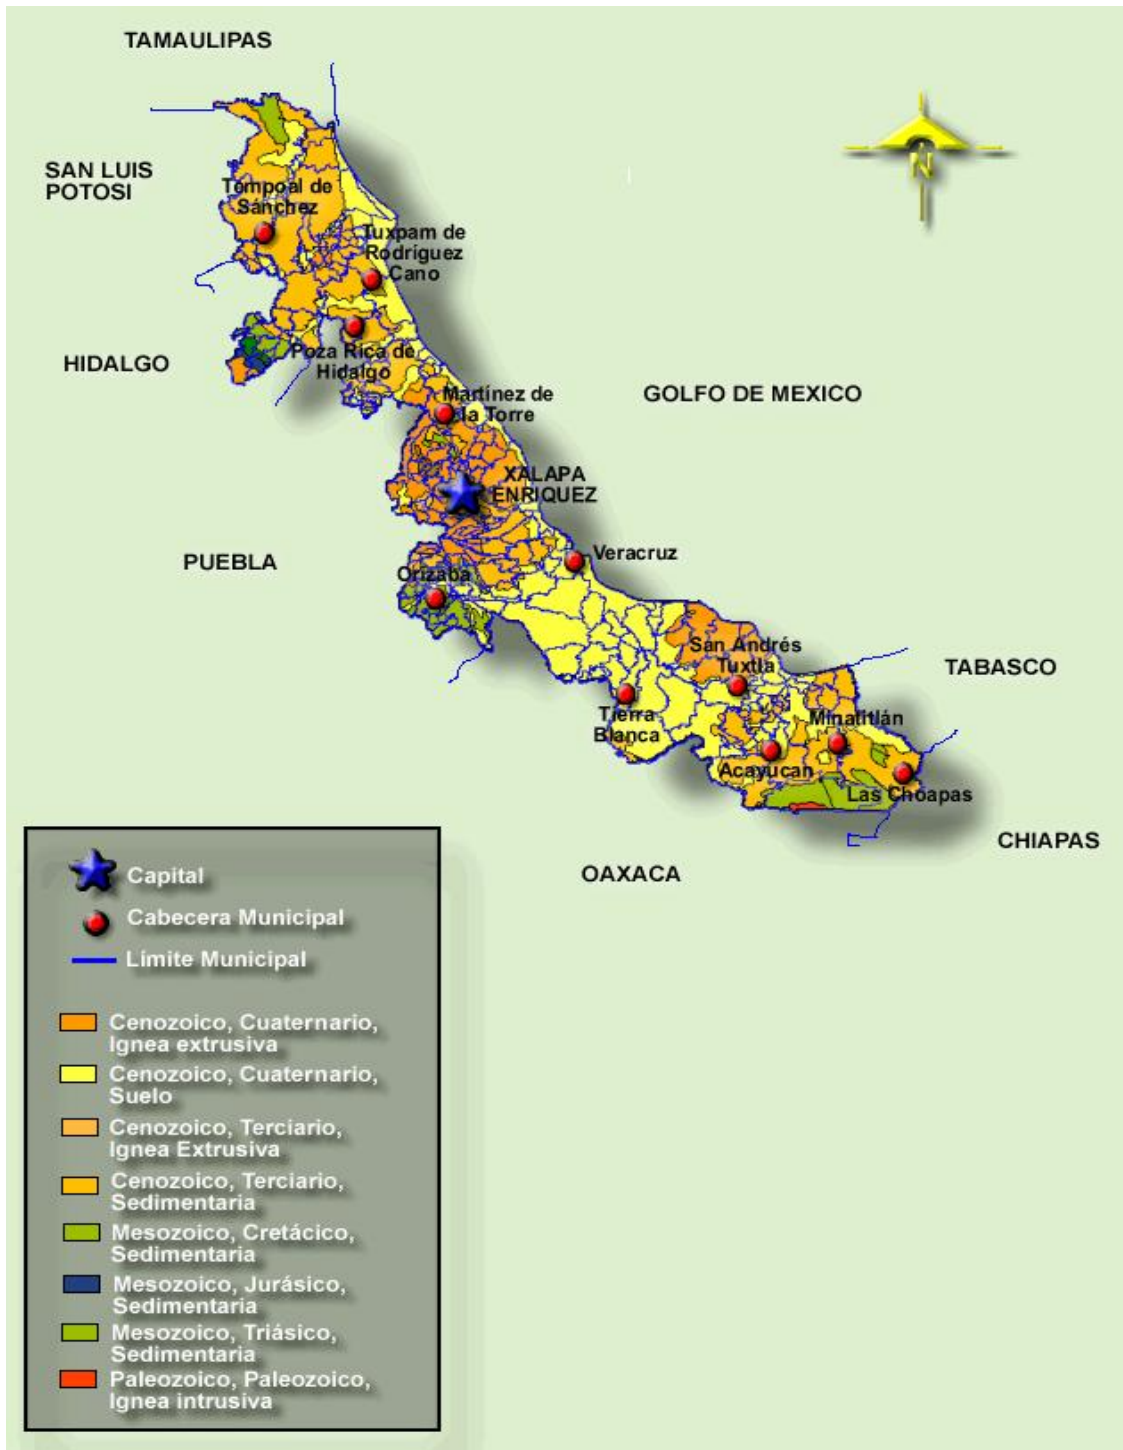 TAMAULIPAS
SAN LUIS
POTOSI
Tempoal de
Sánchez
Tuxpam de
Rodríguez
Cano
HIDALGO
Poza Rica de
Hidalgo
GOLFO DE MEXICO
Martínez de
la Torre
XALAPA
ENRIQUEZ
PUEBLA
Veracruz
Orizaba
San Andrés
Tuxtla
TABASCO
Tierra
Blanca
Minatitlán
Acayucan
Las Choapas
CHIAPAS
OAXACA
N
Capital
Cabecera Municipal
Límite Municipal
Cenozoico, Cuaternario,
Ignea extrusiva
Cenozoico, Cuaternario,
Suelo
Cenozoico, Terciario,
Ignea Extrusiva
Cenozoico, Terciario,
Sedimentaria
Mesozoico, Cretácico,
Sedimentaria
Mesozoico, Jurásico,
Sedimentaria
Mesozoico, Triásico,
Sedimentaria
Paleozoico, Paleozoico,
Ignea intrusiva